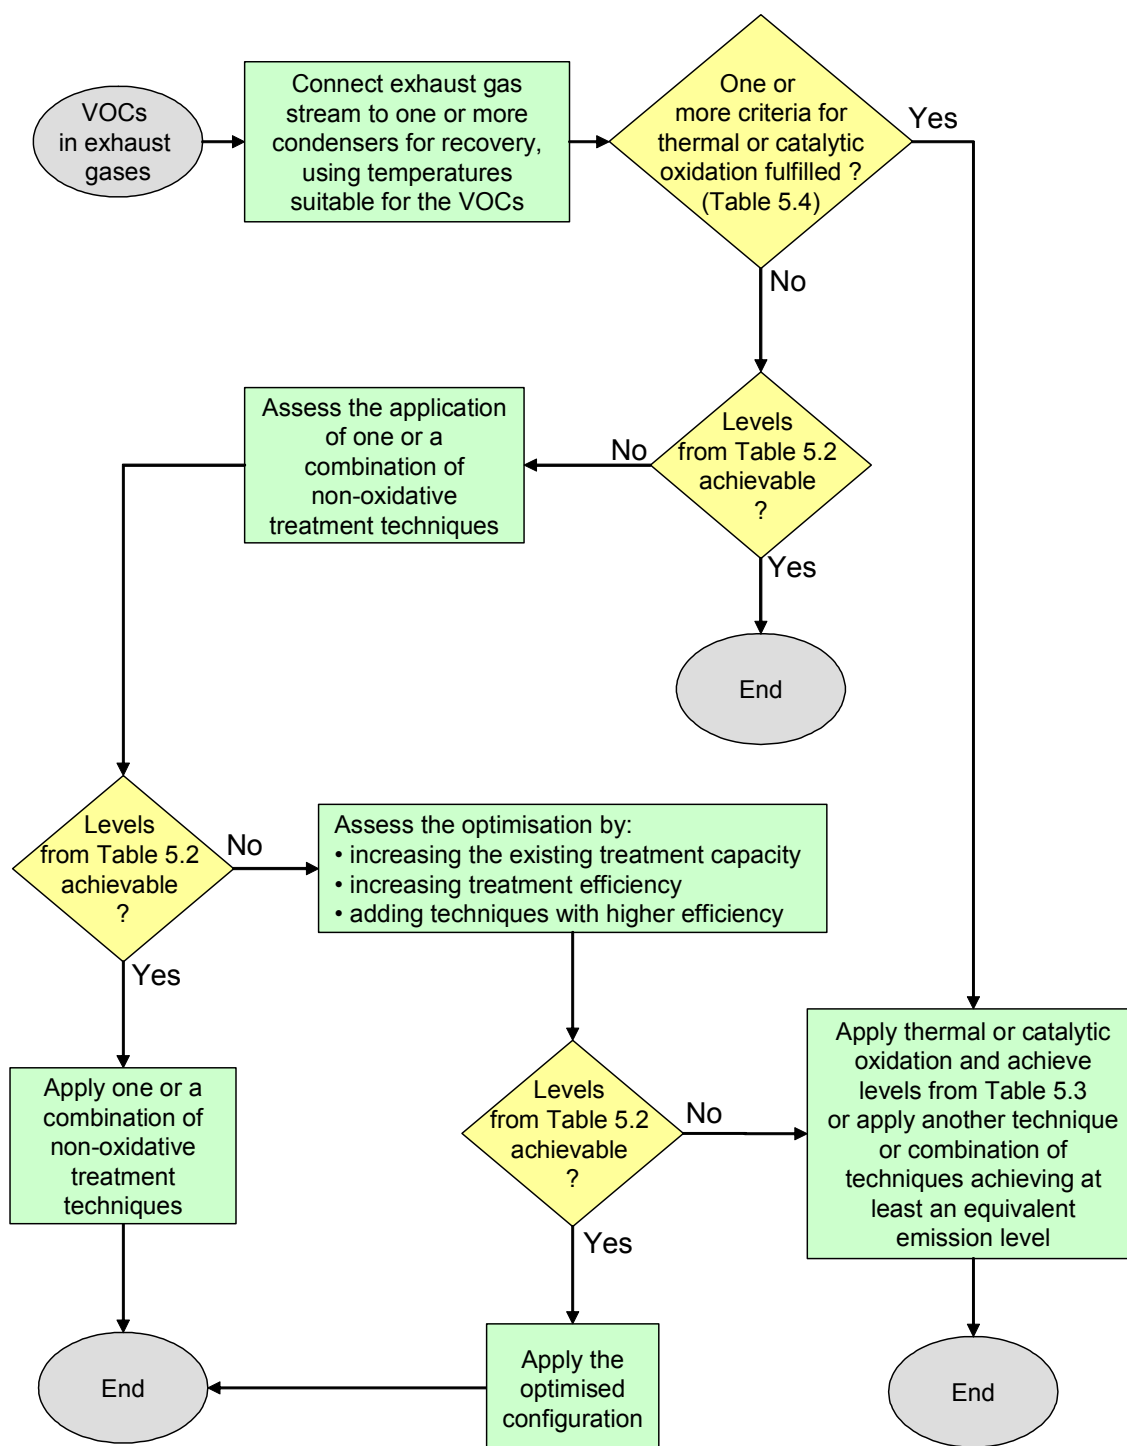 VOCs
in exhaust
gases
Connect exhaust gas
stream to one or more
condensers for recovery,
using temperatures
suitable for the VOCs
One or
more criteria for
thermal or catalytic
oxidation fulfilled ?
(Table 5.4)
Yes
No
Levels
from Table 5.2
achievable
?
No
Assess the application
of one or a
combination of
non-oxidative
treatment techniques
Yes
End
Levels
from Table 5.2
achievable
?
No
Assess the optimisation by:
• increasing the existing treatment capacity
• increasing treatment efficiency
• adding techniques with higher efficiency
Yes
Apply one or a
combination of
non-oxidative
treatment
techniques
Levels
from Table 5.2
achievable
?
No
Apply thermal or catalytic
oxidation and achieve
levels from Table 5.3
or apply another technique
or combination of
techniques achieving at
least an equivalent
emission level
Yes
End
Apply the
optimised
configuration
End